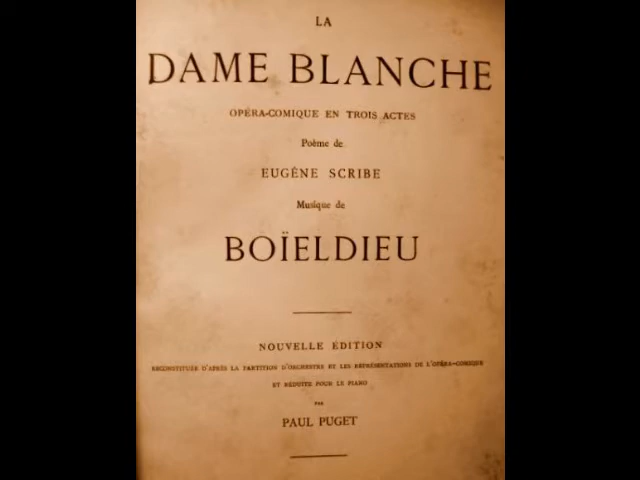 LA
DAME BLANCHE
OPÉRA-COMIQUE EN TROIS ACTES
Poème de
EUGÈNE SCRIBE
Musique de
BOÏELDIEU
NOUVELLE ÉDITION
RECONSTITUÉE D'APRÈS LA PARTITION D'ORCHESTRE ET LES REPRÉSENTATIONS DE L'OPÉRA-COMIQUE
ET RÉDUITE POUR LE PIANO
PAR
PAUL PUGET